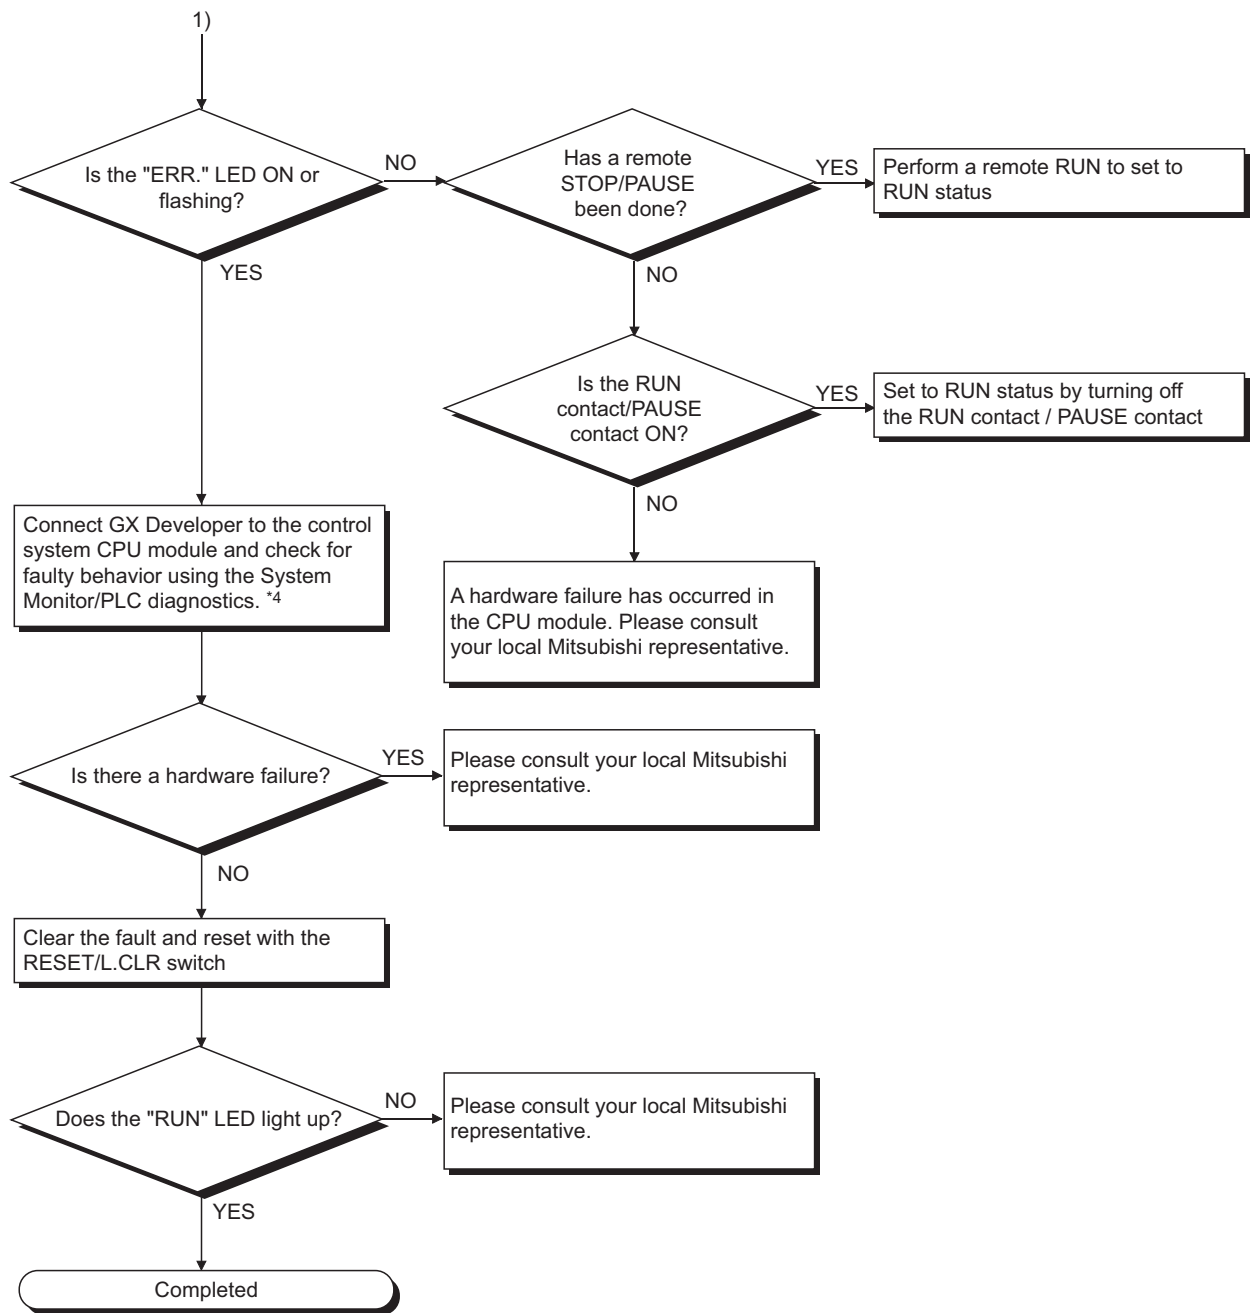 1)
Is the "ERR." LED ON or
flashing?
NO
Has a remote
STOP/PAUSE
been done?
YES
Perform a remote RUN to set to
RUN status
YES
NO
Is the RUN
contact/PAUSE
contact ON?
YES
Set to RUN status by turning off
the RUN contact / PAUSE contact
NO
Connect GX Developer to the control
system CPU module and check for
faulty behavior using the System
Monitor/PLC diagnostics. *4
A hardware failure has occurred in
the CPU module. Please consult
your local Mitsubishi representative.
Is there a hardware failure?
YES
Please consult your local Mitsubishi
representative.
NO
Clear the fault and reset with the
RESET/L.CLR switch
Does the "RUN" LED light up?
NO
Please consult your local Mitsubishi
representative.
YES
Completed